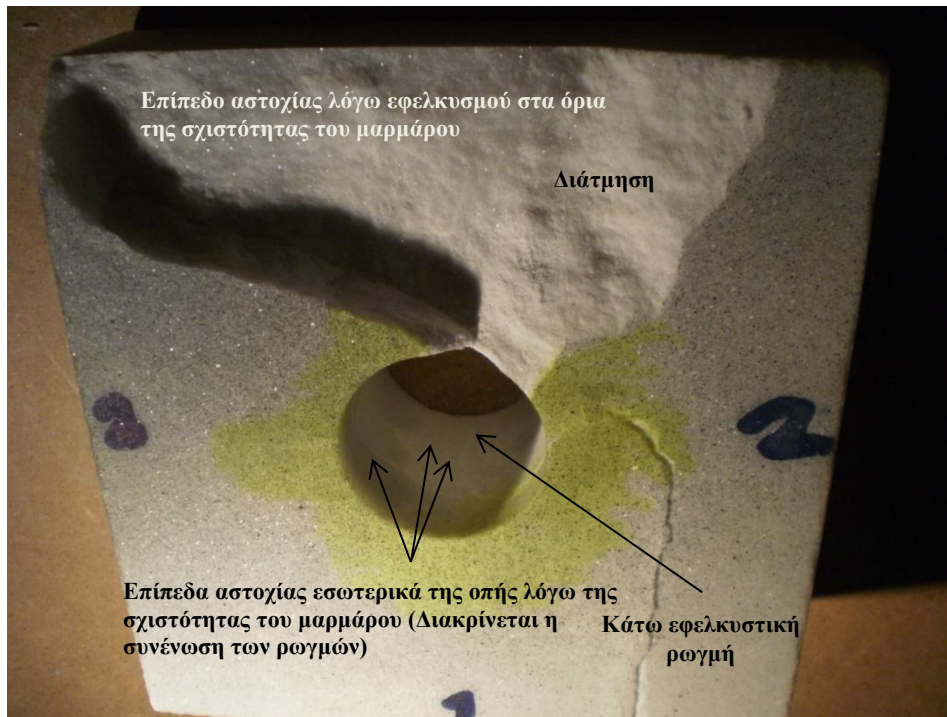 Επίπεδο αστοχίας λόγω εφελκυσμού στα όρια
της σχιστότητας του μαρμάρου
Διάτμηση
3
2
Επίπεδα αστοχίας εσωτερικά της οπής λόγω της
σχιστότητας του μαρμάρου (Διακρίνεται η
συνένωση των ρωγμών)
Κάτω εφελκυστική
ρωγμή
1